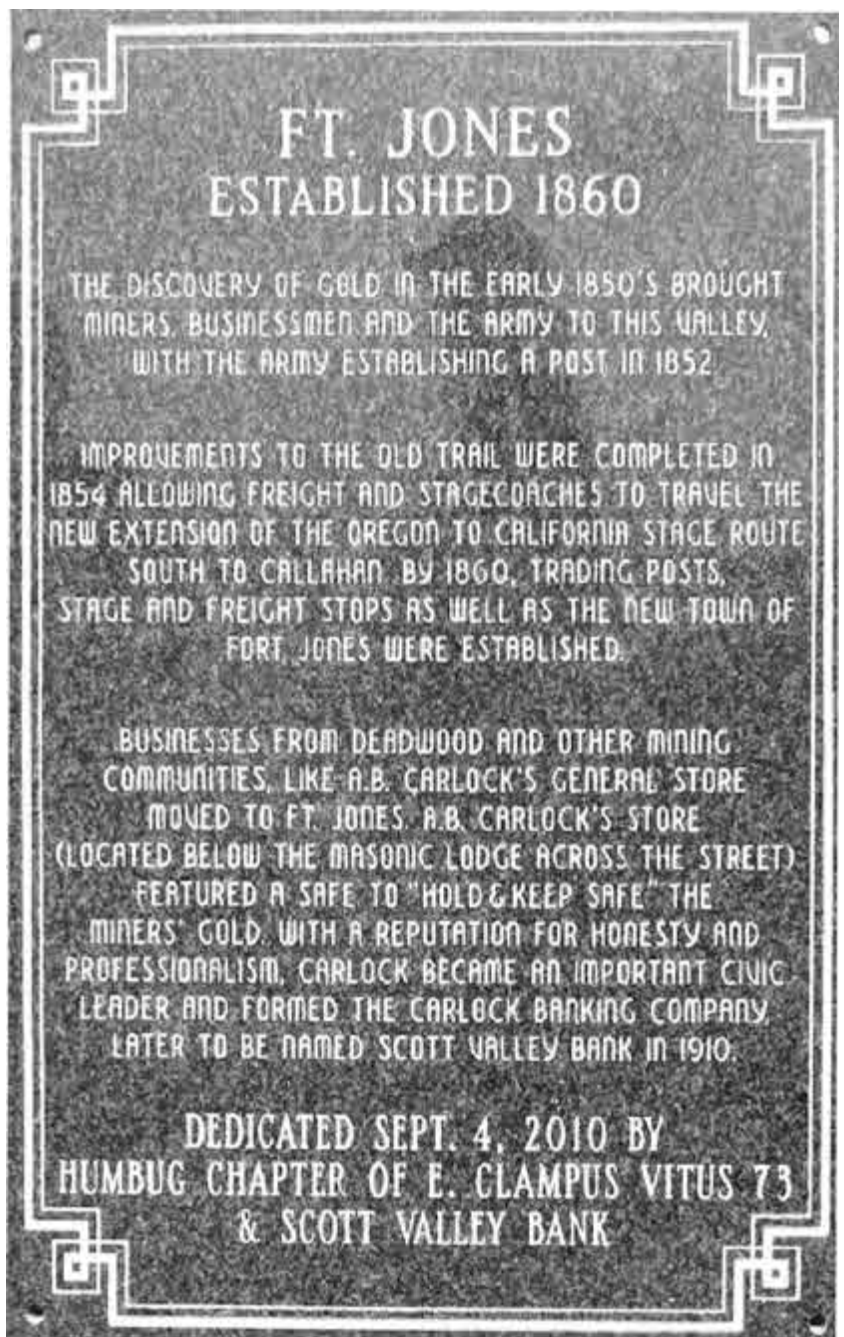 FT. JONES
ESTABLISHED 1860
THE DISCOVERY OF GOLD IN THE EARLY 1850'S BROUGHT
MINERS, BUSINESSMEN AND THE ARMY TO THIS VALLEY,
WITH THE ARMY ESTABLISHING A POST IN 1852.
IMPROVEMENTS TO THE OLD TRAIL WERE COMPLETED IN
1854 ALLOWING FREIGHT AND STAGECOACHES TO TRAVEL THE
NEW EXTENSION OF THE OREGON TO CALIFORNIA STAGE ROUTE
SOUTH TO CALLAHAN. BY 1860, TRADING POSTS,
STAGE AND FREIGHT STOPS AS WELL AS THE NEW TOWN OF
FORT JONES WERE ESTABLISHED.
BUSINESSES FROM DEADWOOD AND OTHER MINING
COMMUNITIES, LIKE A.B. CARLOCK'S GENERAL STORE
MOVED TO FT. JONES. A.B. CARLOCK'S STORE
(LOCATED BELOW THE MASONIC LODGE ACROSS THE STREET)
FEATURED A SAFE TO "HOLD & KEEP SAFE" THE
MINERS' GOLD. WITH A REPUTATION FOR HONESTY AND
PROFESSIONALISM, CARLOCK BECAME AN IMPORTANT CIVIC
LEADER AND FORMED THE CARLOCK BANKING COMPANY,
LATER TO BE NAMED SCOTT VALLEY BANK IN 1910.
DEDICATED SEPT. 4, 2010 BY
HUMBUG CHAPTER OF E. CLAMPUS VITUS 73
& SCOTT VALLEY BANK